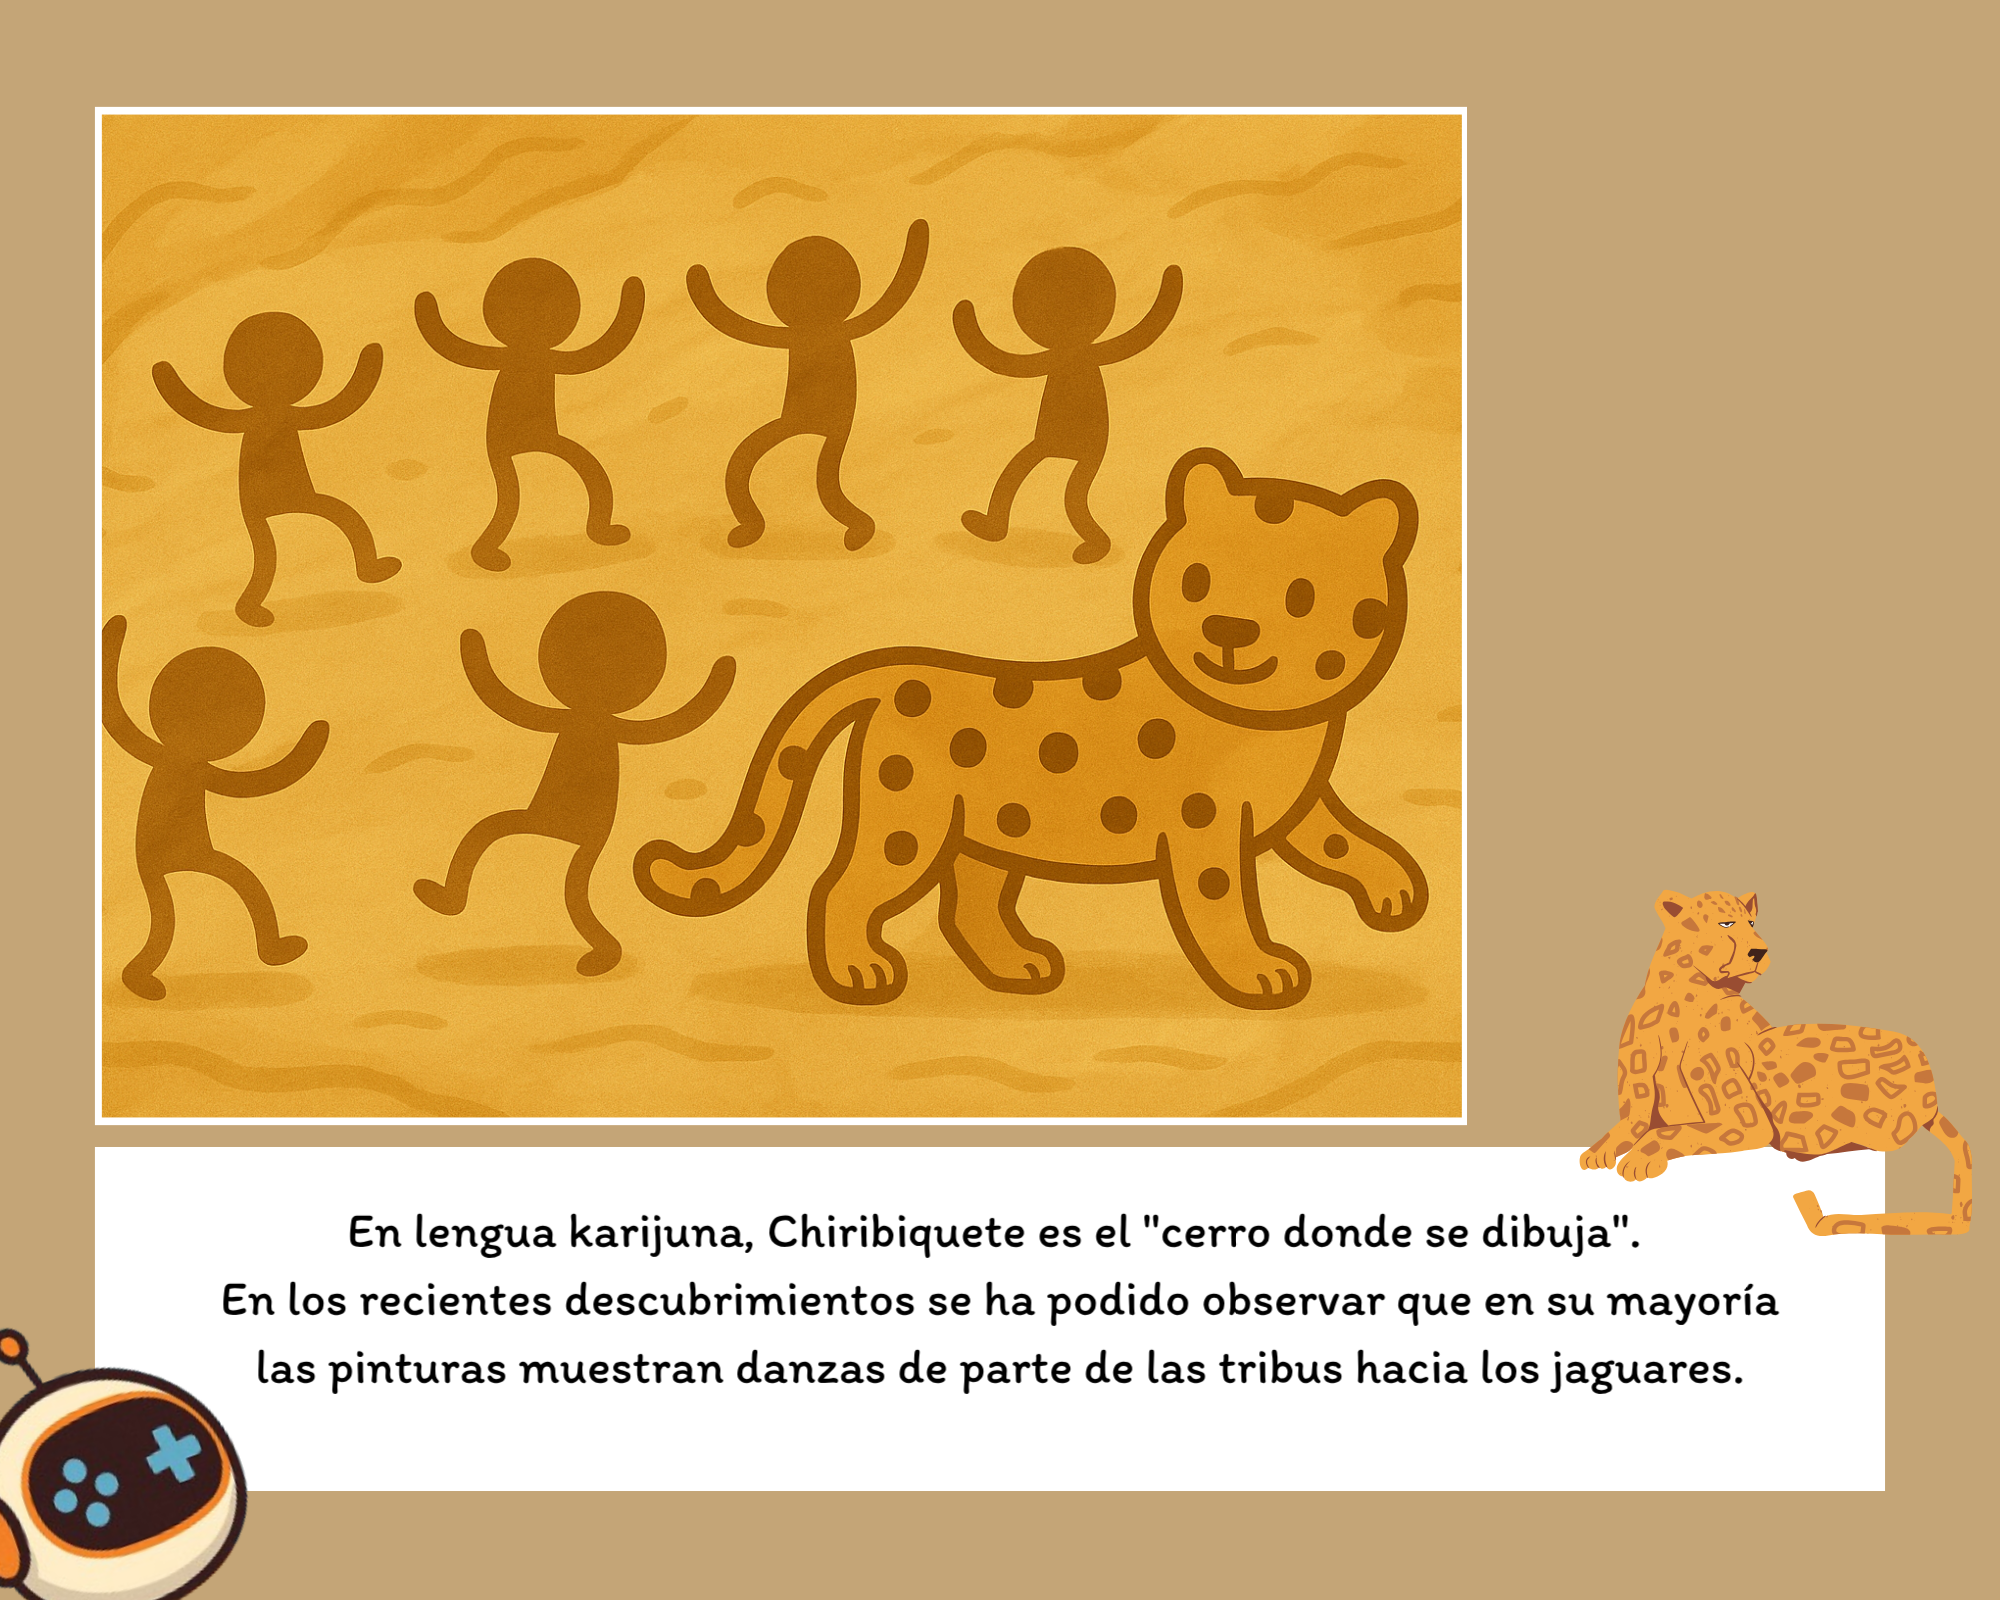 En lengua karijuna, Chiribiquete es el "cerro donde se dibuja".
En los recientes descubrimientos se ha podido observar que en su mayoría
las pinturas muestran danzas de parte de las tribus hacia los jaguares.